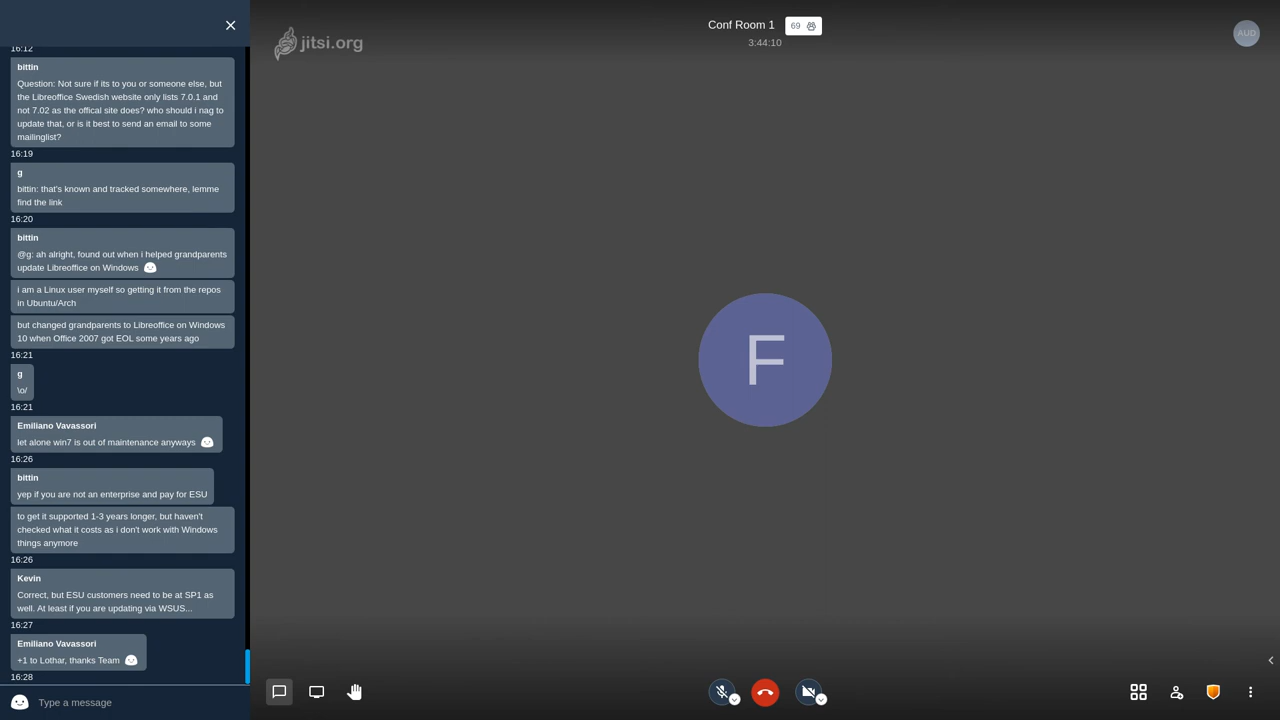 16:12
bittin
Question: Not sure if its to you or someone else, but
the Libreoffice Swedish website only lists 7.0.1 and
not 7.02 as the offical site does? who should i nag to
update that, or is it best to send an email to some
mailinglist?
16:19
g
bittin: that's known and tracked somewhere, lemme
find the link
16:20
bittin
@g: ah alright, found out when i helped grandparents
update Libreoffice on Windows
i am a Linux user myself so getting it from the repos
in Ubuntu/Arch
but changed grandparents to Libreoffice on Windows
10 when Office 2007 got EOL some years ago
16:21
g
\o/
16:21
Emiliano Vavassori
let alone win7 is out of maintenance anyways
16:26
bittin
yep if you are not an enterprise and pay for ESU
to get it supported 1-3 years longer, but haven't
checked what it costs as i don't work with Windows
things anymore
16:26
Kevin
Correct, but ESU customers need to be at SP1 as
well. At least if you are updating via WSUS...
16:27
Emiliano Vavassori
+1 to Lothar, thanks Team
16:28
Type a message
jitsi.org
Conf Room 1 69
3:44:10
AUD
F